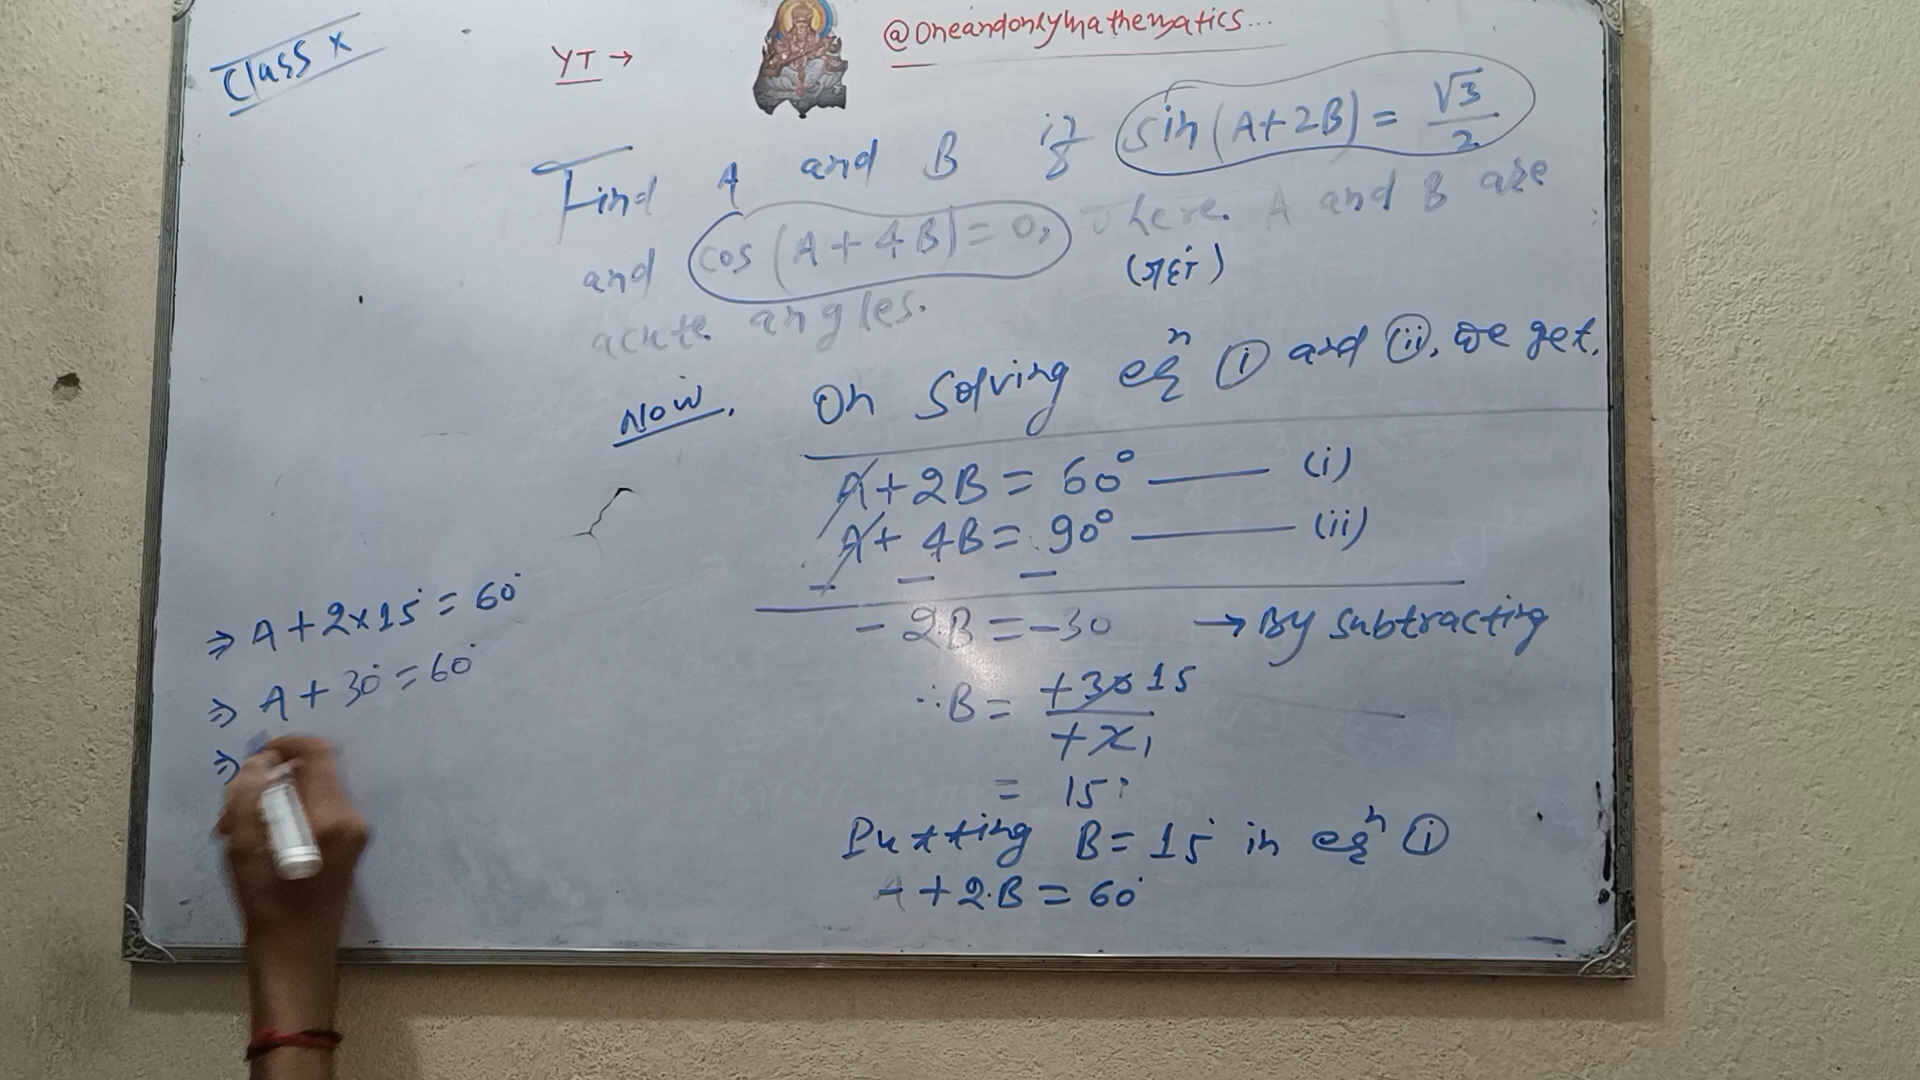 Class X
YT →
@Oneandonlymathematics...
Find A and B if sin(A+2B) = √3/2
and cos(A+4B)=0, where A and B are
(जहाँ)
acute angles.
Now, On solving eqⁿ (i) and (ii), we get.
A+2B = 60° —— (i)
A+ 4B = 90° —— (ii)
- - -
-2B = -30 → By subtracting
∴ B = +30 15
+2 1
= 15°
Putting B = 15° in eqⁿ (i)
A+2.B = 60°
⇒ A+2×15° = 60°
⇒ A+30° = 60°
⇒